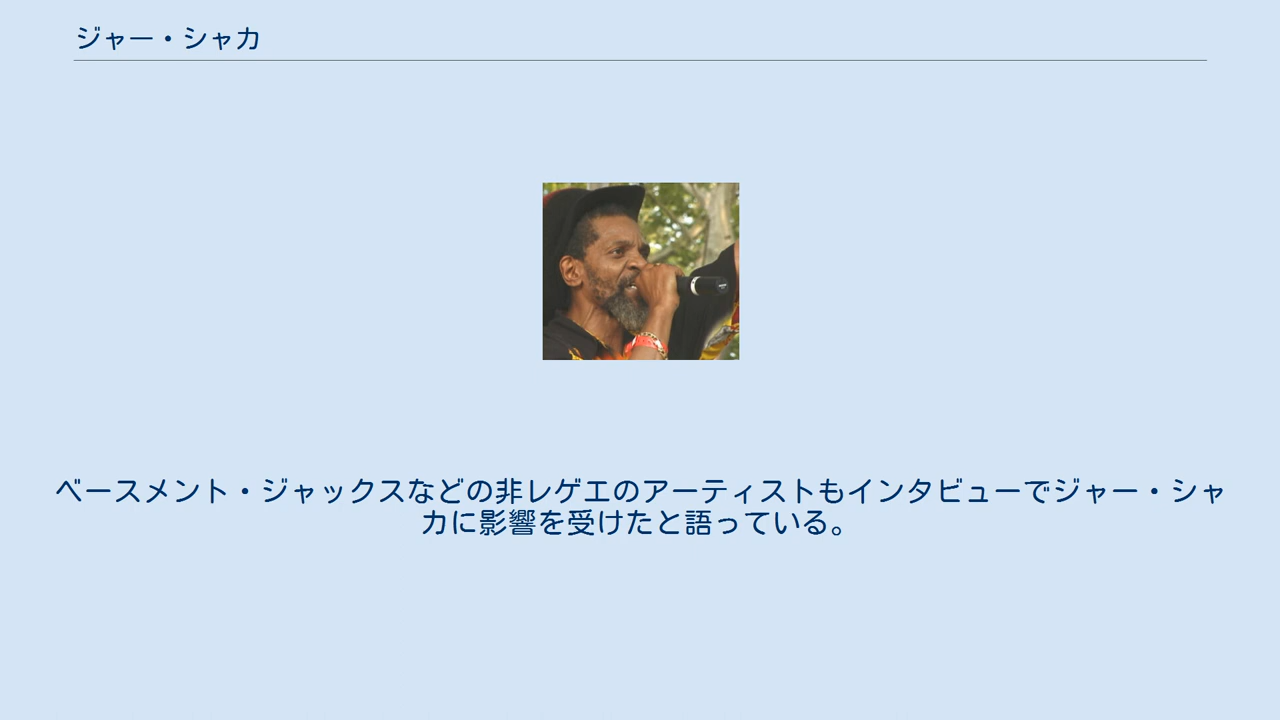 ジャー・シャカ
ベースメント・ジャックスなどの非レゲエのアーティストもインタビューでジャー・シャ
カに影響を受けたと語っている。